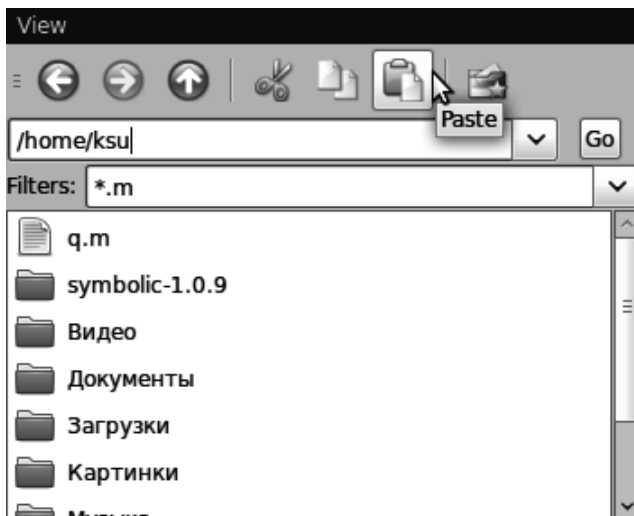 View
Paste
/home/ksu
Go
Filters: *.m
q.m
symbolic-1.0.9
Видео
Документы
Загрузки
Картинки